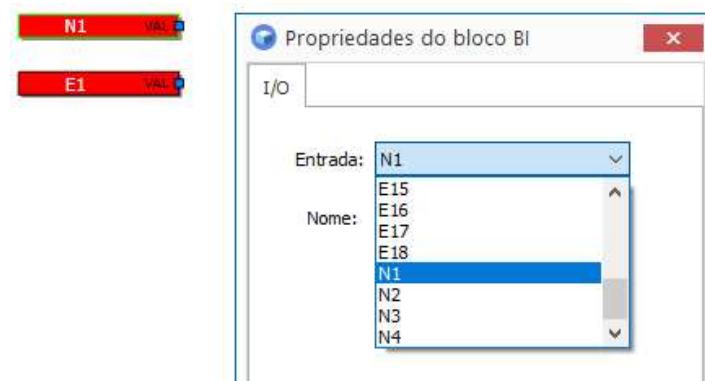 N1 VAL
E1 VAL
Propriedades do bloco BI
I/O
Entrada: N1
E15
E16
Nome:
E17
E18
N1
N2
N3
N4